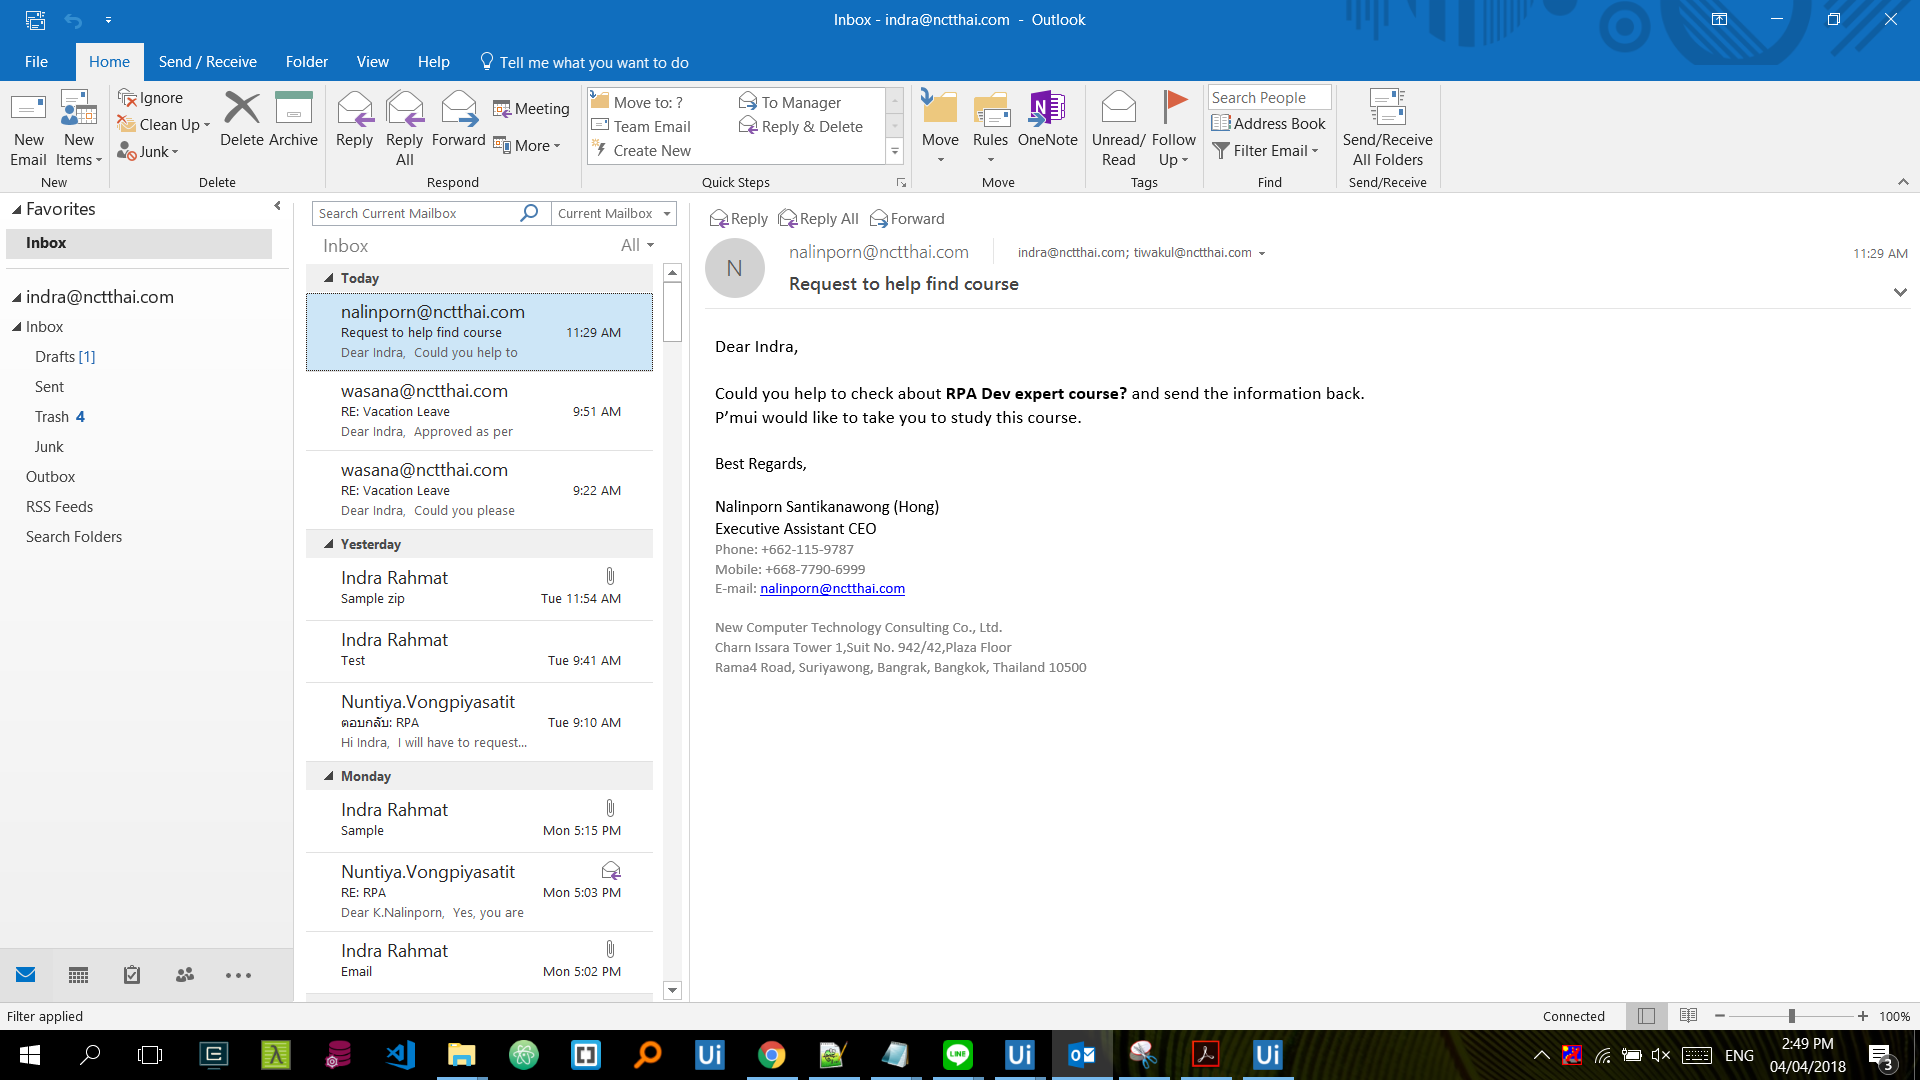 Inbox - indra@nctthai.com - Outlook
File Home Send / Receive Folder View Help Tell me what you want to do
New Email
New Items
New
Ignore
Clean Up
Junk
Delete
Archive
Delete
Reply
Reply All
Forward
Meeting
More
Respond
Move to: ?
To Manager
Team Email
Reply & Delete
Create New
Quick Steps
Move
Rules
OneNote
Move
Unread/ Read
Follow Up
Tags
Search People
Address Book
Filter Email
Find
Send/Receive All Folders
Send/Receive
Favorites
Inbox
indra@nctthai.com
Inbox
Drafts [1]
Sent
Trash 4
Junk
Outbox
RSS Feeds
Search Folders
Search Current Mailbox Current Mailbox
Inbox All
Today
nalinporn@nctthai.com
Request to help find course 11:29 AM
Dear Indra, Could you help to
wasana@nctthai.com
RE: Vacation Leave 9:51 AM
Dear Indra, Approved as per
wasana@nctthai.com
RE: Vacation Leave 9:22 AM
Dear Indra, Could you please
Yesterday
Indra Rahmat
Sample zip Tue 11:54 AM
Indra Rahmat
Test Tue 9:41 AM
Nuntiya.Vongpiyasatit
ตอบกลับ: RPA Tue 9:10 AM
Hi Indra, I will have to request...
Monday
Indra Rahmat
Sample Mon 5:15 PM
Nuntiya.Vongpiyasatit
RE: RPA Mon 5:03 PM
Dear K.Nalinporn, Yes, you are
Indra Rahmat
Email Mon 5:02 PM
Reply Reply All Forward
N
nalinporn@nctthai.com indra@nctthai.com; tiwakul@nctthai.com 11:29 AM
Request to help find course
Dear Indra,
Could you help to check about RPA Dev expert course? and send the information back.
P’mui would like to take you to study this course.
Best Regards,
Nalinporn Santikanawong (Hong)
Executive Assistant CEO
Phone: +662-115-9787
Mobile: +668-7790-6999
E-mail: nalinporn@nctthai.com
New Computer Technology Consulting Co., Ltd.
Charn Issara Tower 1,Suit No. 942/42,Plaza Floor
Rama4 Road, Suriyawong, Bangrak, Bangkok, Thailand 10500
Filter applied Connected 100%
Ui Ui Ui
LINE
ENG
2:49 PM
04/04/2018
3